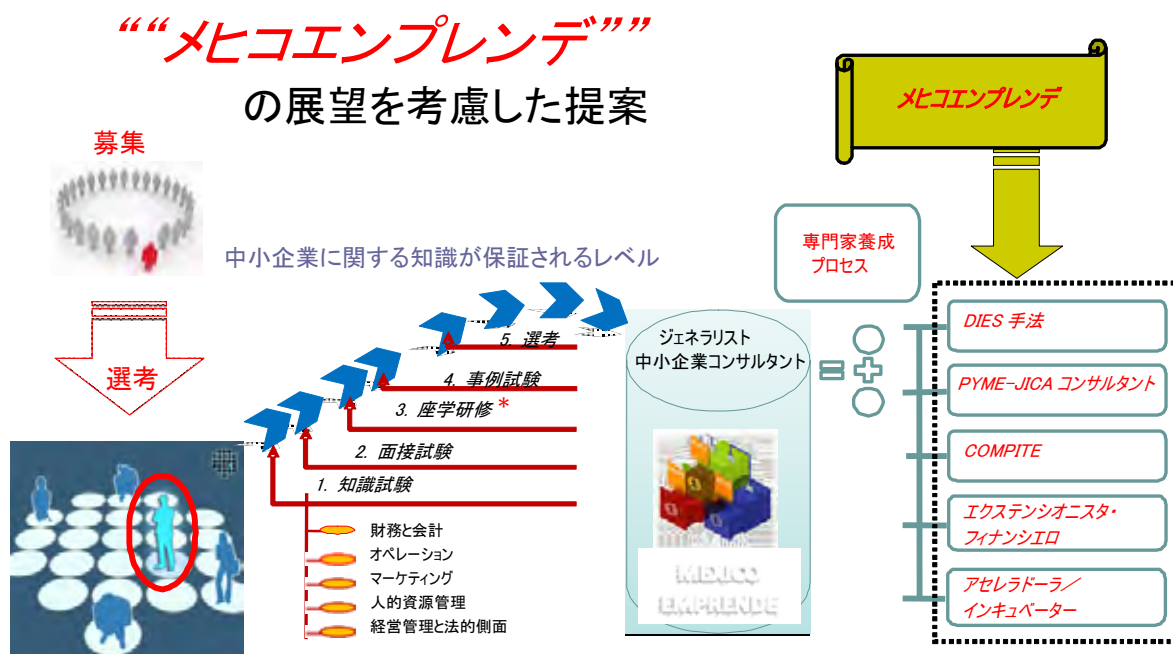 ““メヒコエンプレンデ””
の展望を考慮した提案
募集
選考
中小企業に関する知識が保証されるレベル
5. 選考
4. 事例試験
3. 座学研修*
2. 面接試験
1. 知識試験
財務と会計
オペレーション
マーケティング
人的資源管理
経営管理と法的側面
ジェネラリスト
中小企業コンサルタント
MEXICO
EMPRENDE
専門家養成
プロセス
メヒコエンプレンデ
DIES 手法
PYME-JICA コンサルタント
COMPITE
エクステンシオニスタ・
フィナンシエロ
アセレラドーラ／
インキュベーター